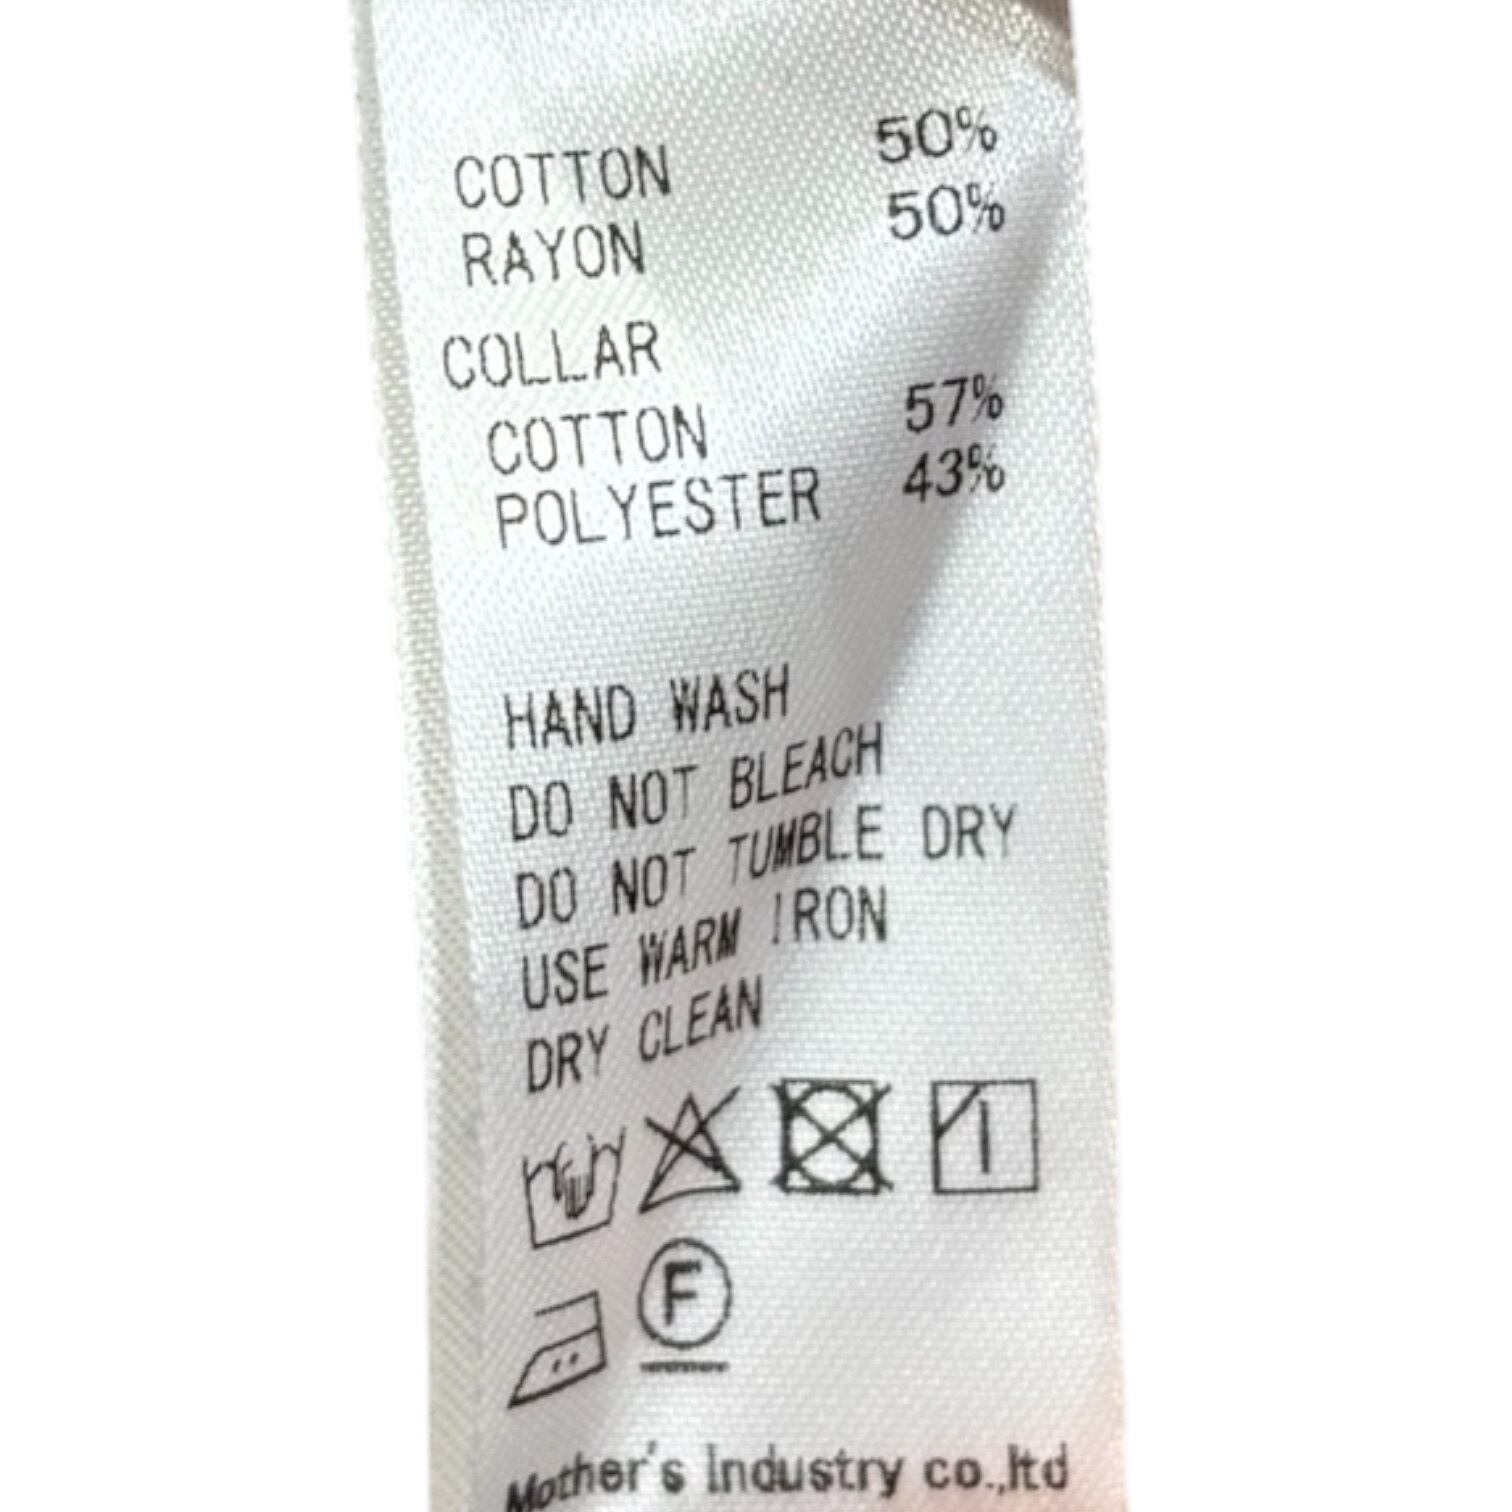 COTTON 50%
RAYON 50%
COLLAR
COTTON 57%
POLYESTER 43%
HAND WASH
DO NOT BLEACH
DO NOT TUMBLE DRY
USE WARM IRON
DRY CLEAN
F
Mother's Industry co.,ltd